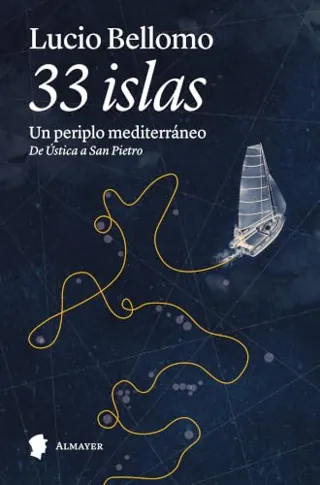 Lucio Bellomo
33 islas
Un periplo mediterráneo
De Ústica a San Pietro
ALMAYER